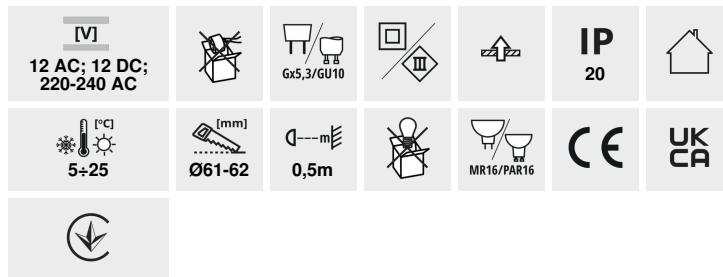 [V]
12 AC; 12 DC;
220-240 AC
Gx5,3/GU10
III
IP
20
[°C]
5÷25
[mm]
Ø61-62
m
0,5m
MR16/PAR16
CE
UK
CA